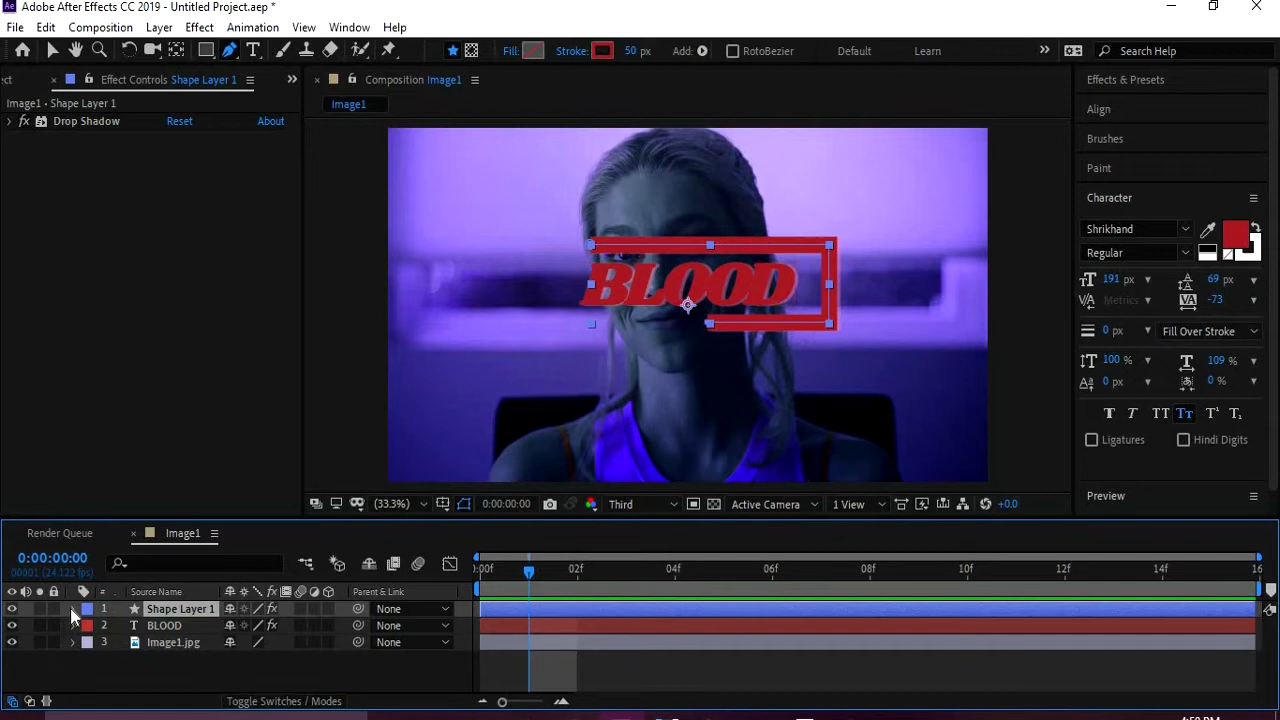 Adobe After Effects CC 2019 - Untitled Project.aep *
File Edit Composition Layer Effect Animation View Window Help
Fill: Stroke: 50 px Add: RotoBezier Default Learn Search Help
Effect Controls Shape Layer 1 Composition Image1 Effects & Presets
Image1 • Shape Layer 1 Image1
fx Drop Shadow Reset About
Align
Brushes
Paint
Character
Shrikhand
Regular
191 px 69 px
Metrics -73
0 px Fill Over Stroke
100 % 109 %
0 px 0 %
Ligatures Hindi Digits
Preview
BLOOD
(33.3%) 0:00:00:00 Third Active Camera 1 View +0.0
Render Queue Image1
0:00:00:00
00001 (24.122 fps)
:00f 02f 04f 06f 08f 10f 12f 14f 16
# Source Name Parent & Link
1 Shape Layer 1 None
2 T BLOOD None
3 Image1.jpg None
Toggle Switches / Modes